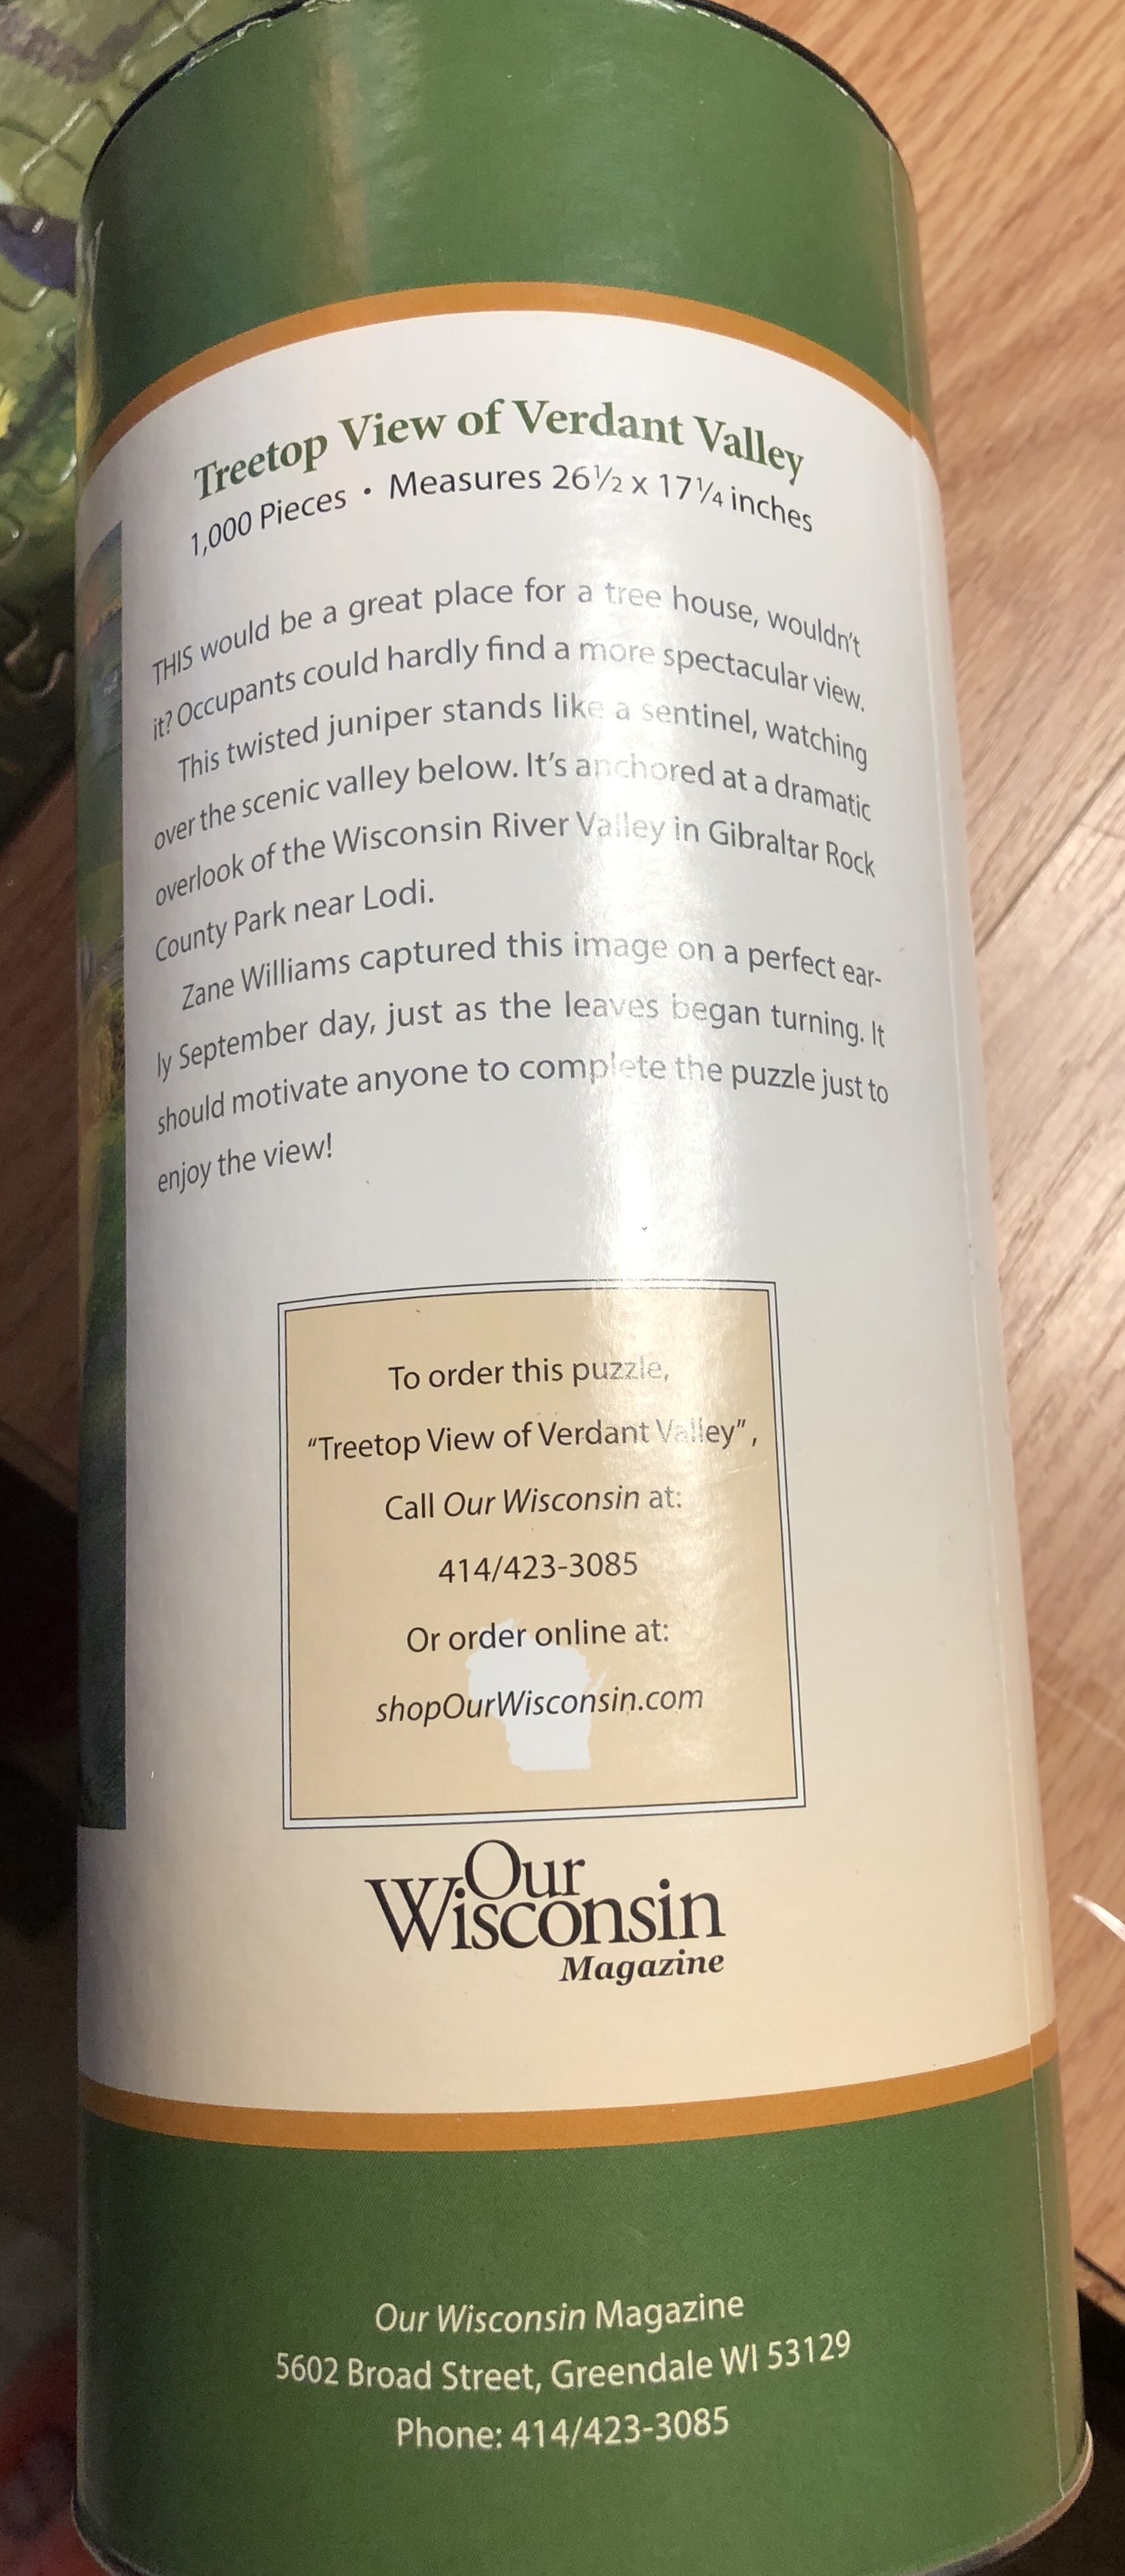 Treetop View of Verdant Valley
1,000 Pieces • Measures 26½ x 17¼ inches
THIS would be a great place for a tree house, wouldn't
it? Occupants could hardly find a more spectacular view.
This twisted juniper stands like a sentinel, watching
over the scenic valley below. It's anchored at a dramatic
overlook of the Wisconsin River Valley in Gibraltar Rock
County Park near Lodi.
Zane Williams captured this image on a perfect ear-
ly September day, just as the leaves began turning. It
should motivate anyone to complete the puzzle just to
enjoy the view!
To order this puzzle,
“Treetop View of Verdant Valley”,
Call Our Wisconsin at:
414/423-3085
Or order online at:
shopOurWisconsin.com
Our
Wisconsin
Magazine
Our Wisconsin Magazine
5602 Broad Street, Greendale WI 53129
Phone: 414/423-3085